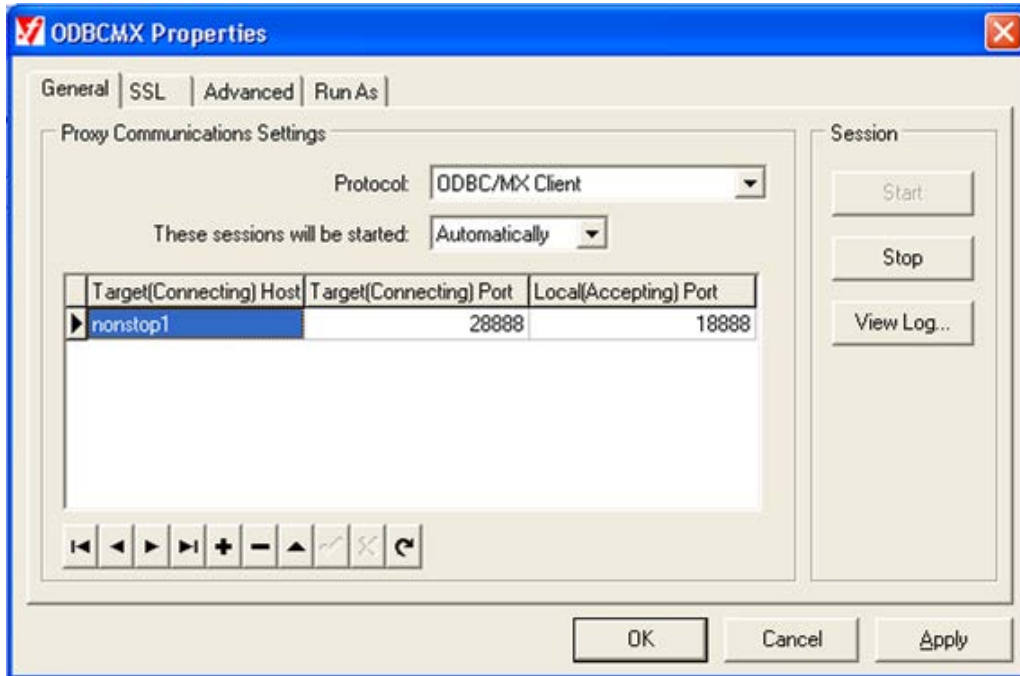 ODBCMX Properties
General SSL Advanced Run As
Proxy Communications Settings
Protocol: ODBC/MX Client
These sessions will be started: Automatically
Target(Connecting) Host Target(Connecting) Port Local(Accepting) Port
nonstop1 28888 18888
Session
Start
Stop
View Log...
OK Cancel Apply